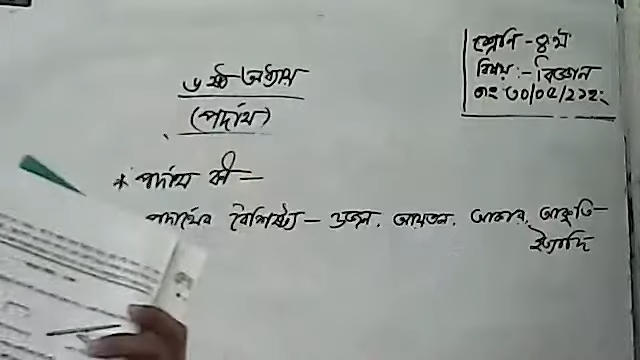 শ্রেণি - ৪র্থ
বিষয় :- বিজ্ঞান
৬ষ্ঠ অধ্যায়
(পদার্থ)
* পদার্থ কী —
পদার্থের বৈশিষ্ট্য — ওজন, আয়তন, আকার, আকৃতি -
ইত্যাদি